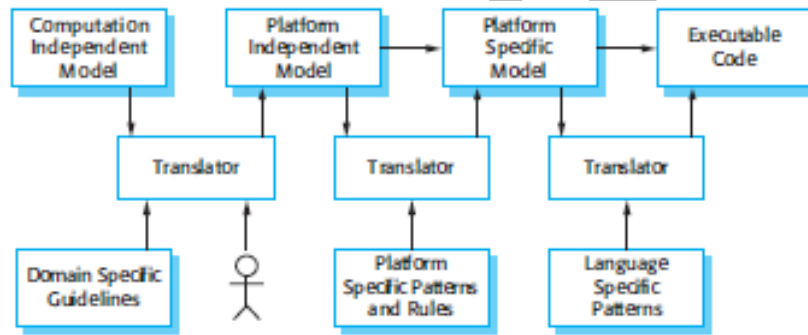 Computation
Independent
Model
Platform
Independent
Model
Platform
Specific
Model
Executable
Code
Translator
Translator
Translator
Domain Specific
Guidelines
Platform
Specific Patterns
and Rules
Language
Specific
Patterns